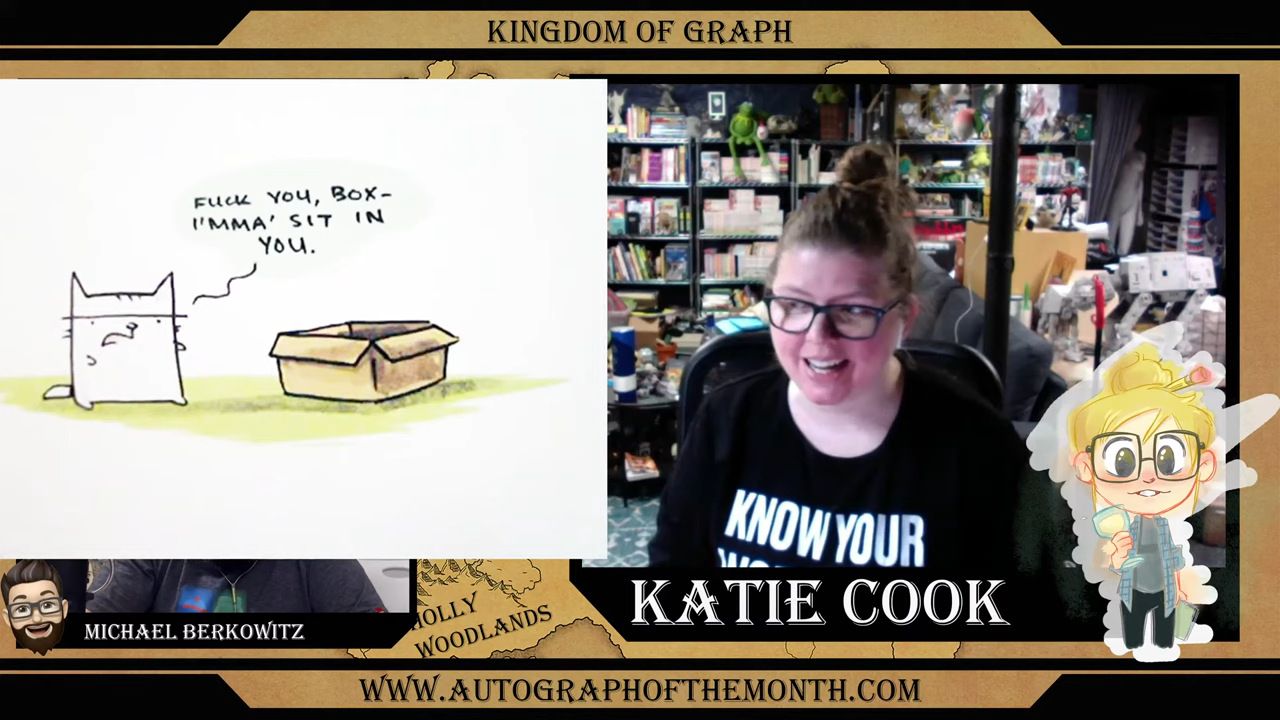 KINGDOM OF GRAPH
FUCK YOU, BOX-
I'MMA' SIT IN
YOU.
KNOW YOUR
HOLLY
WOODLANDS
KATIE COOK
MICHAEL BERKOWITZ
WWW.AUTOGRAPHOFTHEMONTH.COM